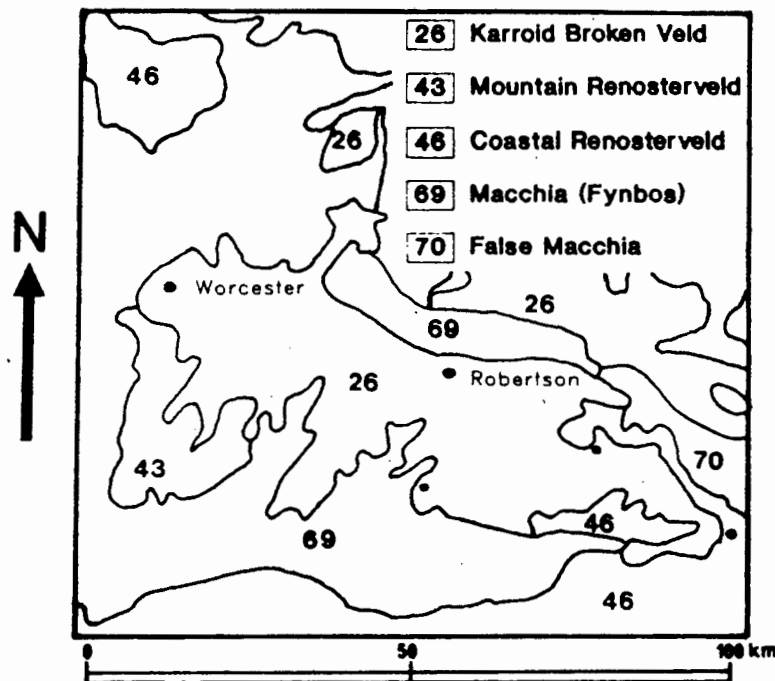 26 Karroid Broken Veld
43 Mountain Renosterveld
46 Coastal Renosterveld
69 Macchia (Fynbos)
70 False Macchia
46
26
N
Worcester
26
69
Robertson
26
43
70
46
69
46
0 50 100 km